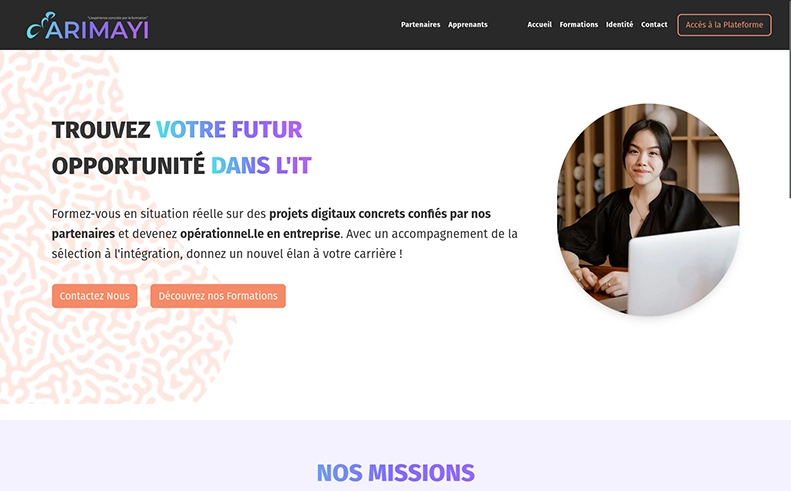 "L'expérience concrète par la formation"
ARIMAYI
Partenaires Apprenants Accueil Formations Identité Contact Accés à la Plateforme
TROUVEZ VOTRE FUTUR
OPPORTUNITÉ DANS L'IT
Formez-vous en situation réelle sur des projets digitaux concrets confiés par nos
partenaires et devenez opérationnel.le en entreprise. Avec un accompagnement de la
sélection à l'intégration, donnez un nouvel élan à votre carrière !
Contactez Nous Découvrez nos Formations
NOS MISSIONS